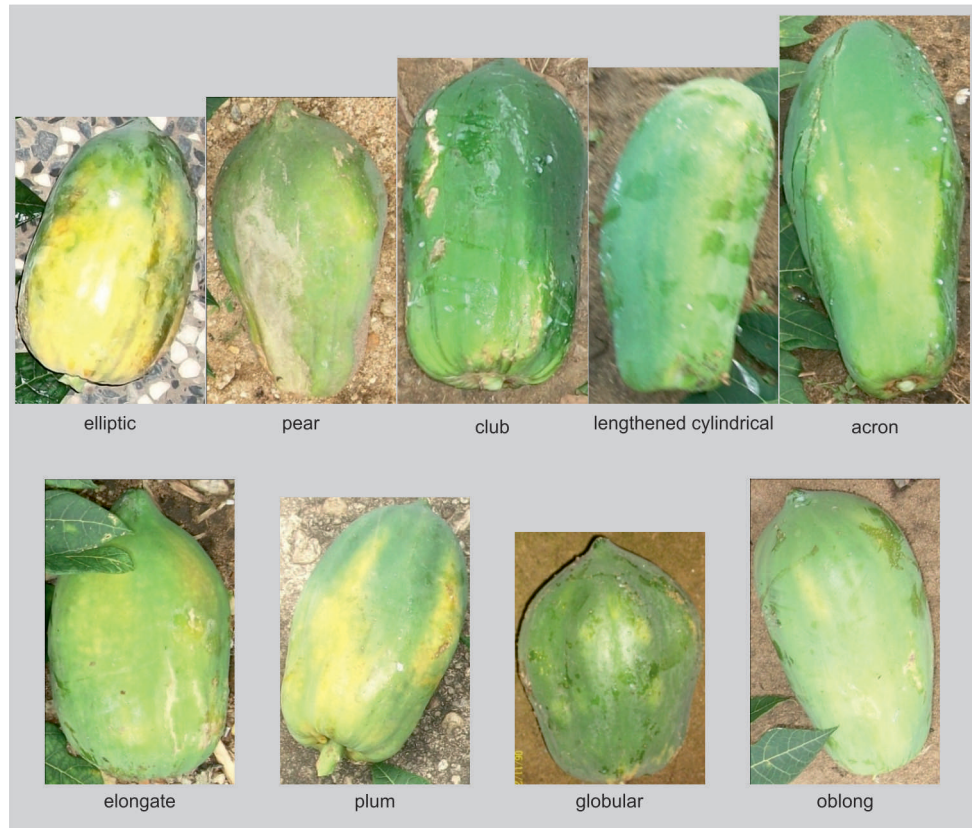 elliptic
pear
club
lengthened cylindrical
acron
elongate
plum
globular
oblong